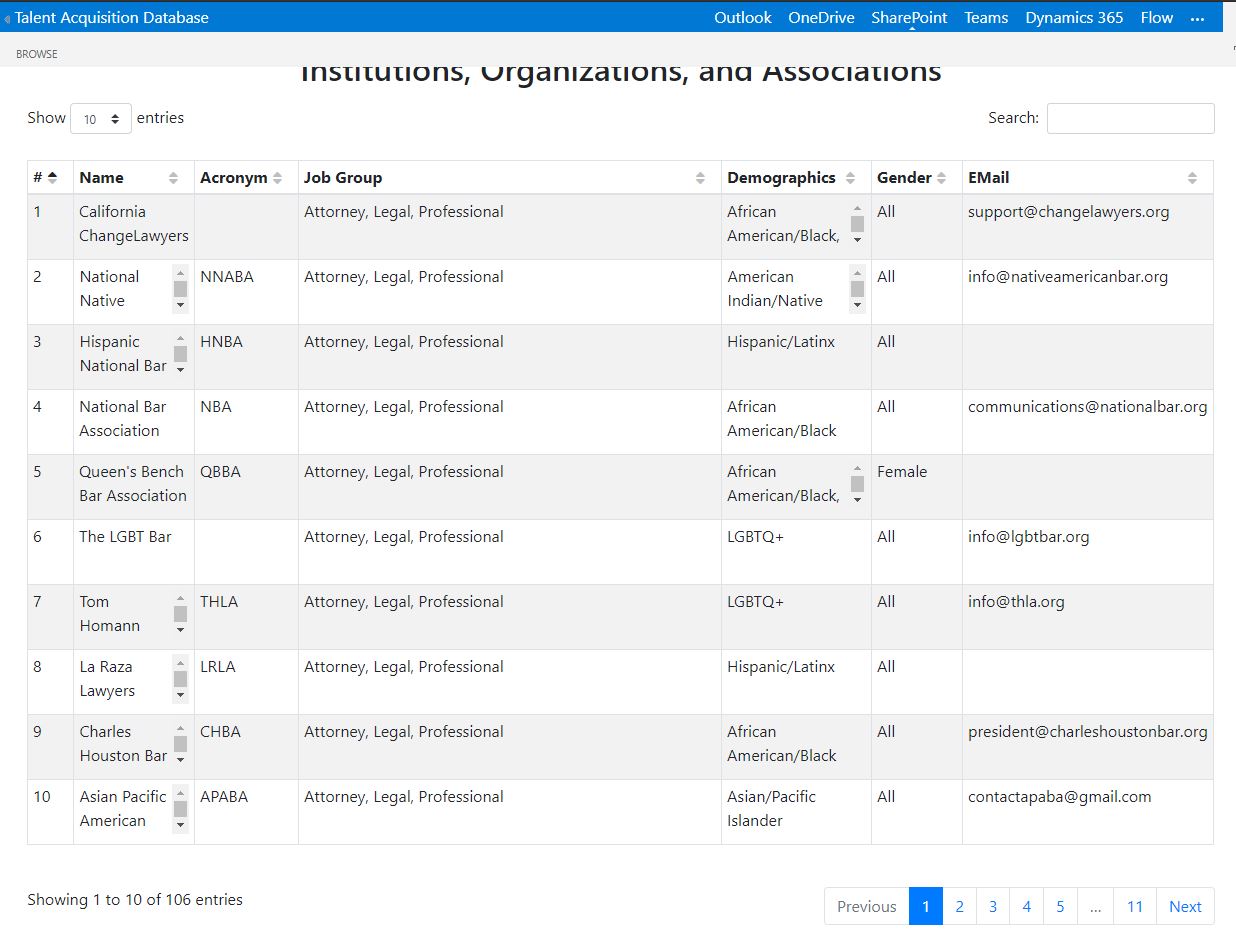 Talent Acquisition Database Outlook OneDrive SharePoint Teams Dynamics 365 Flow ...
BROWSE
Institutions, Organizations, and Associations
Show 10 entries Search:
# Name Acronym Job Group Demographics Gender EMail
1 California Attorney, Legal, Professional African All support@changelawyers.org
ChangeLawyers American/Black,
2 National NNABA Attorney, Legal, Professional American All info@nativeamericanbar.org
Native Indian/Native
3 Hispanic HNBA Attorney, Legal, Professional Hispanic/Latinx All
National Bar
4 National Bar NBA Attorney, Legal, Professional African All communications@nationalbar.org
Association American/Black
5 Queen's Bench QBBA Attorney, Legal, Professional African Female
Bar Association American/Black,
6 The LGBT Bar Attorney, Legal, Professional LGBTQ+ All info@lgbtbar.org
7 Tom THLA Attorney, Legal, Professional LGBTQ+ All info@thla.org
Homann
8 La Raza LRLA Attorney, Legal, Professional Hispanic/Latinx All
Lawyers
9 Charles CHBA Attorney, Legal, Professional African All president@charleshoustonbar.org
Houston Bar American/Black
10 Asian Pacific APABA Attorney, Legal, Professional Asian/Pacific All contactapaba@gmail.com
American Islander
Showing 1 to 10 of 106 entries Previous 1 2 3 4 5 ... 11 Next